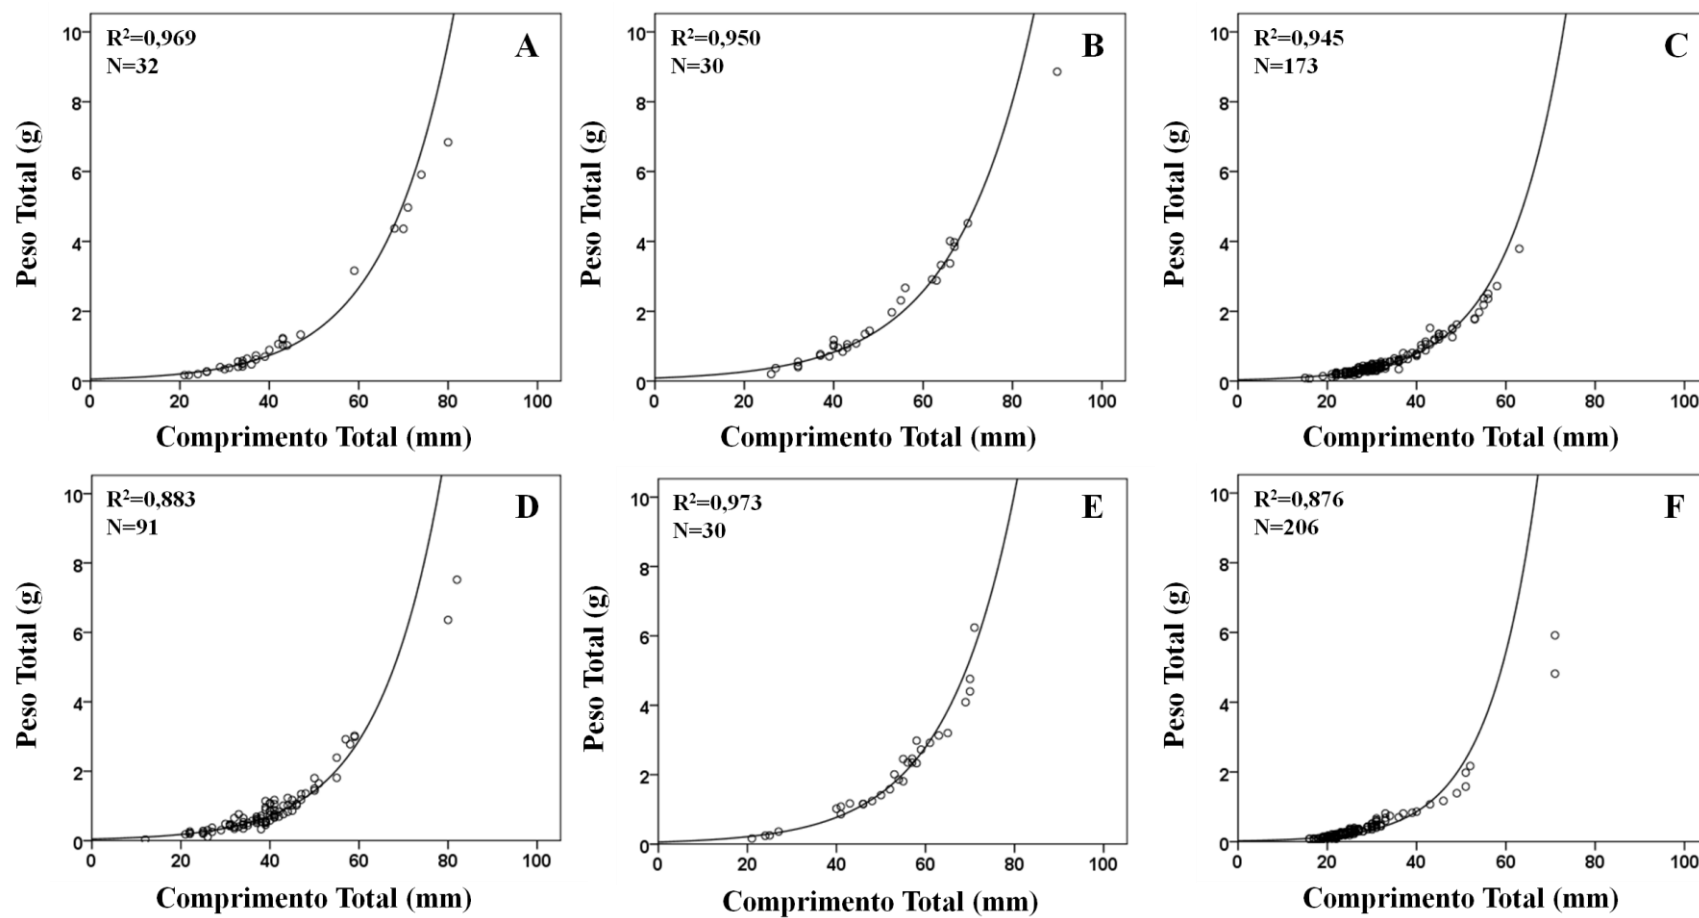 R²=0,969
N=32
A
Peso Total (g)
10
8
6
4
2
0
0 20 40 60 80 100
Comprimento Total (mm)
R²=0,950
N=30
B
Peso Total (g)
10
8
6
4
2
0
0 20 40 60 80 100
Comprimento Total (mm)
R²=0,945
N=173
C
Peso Total (g)
10
8
6
4
2
0
0 20 40 60 80 100
Comprimento Total (mm)
R²=0,883
N=91
D
Peso Total (g)
10
8
6
4
2
0
0 20 40 60 80 100
Comprimento Total (mm)
R²=0,973
N=30
E
Peso Total (g)
10
8
6
4
2
0
0 20 40 60 80 100
Comprimento Total (mm)
R²=0,876
N=206
F
Peso Total (g)
10
8
6
4
2
0
0 20 40 60 80 100
Comprimento Total (mm)